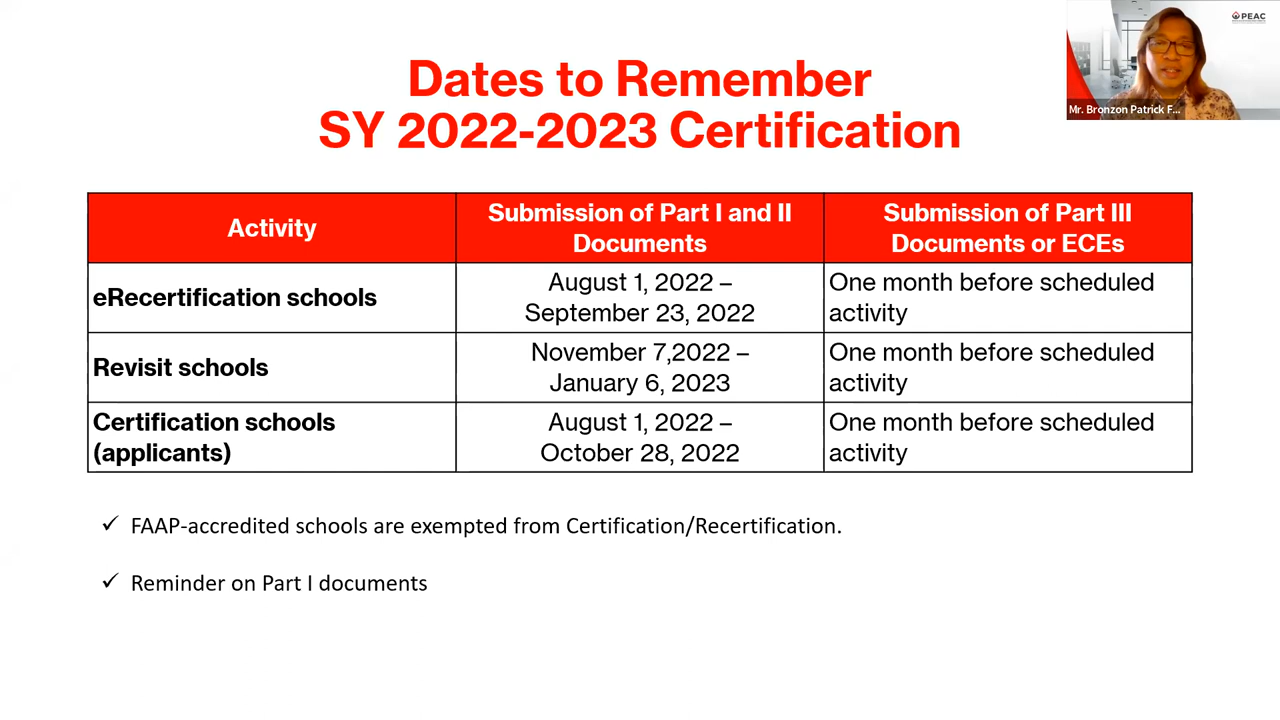 PEAC
Mr. Bronzon Patrick F...
Dates to Remember
SY 2022-2023 Certification
Activity
Submission of Part I and II
Documents
Submission of Part III
Documents or ECEs
eRecertification schools
August 1, 2022 –
September 23, 2022
One month before scheduled
activity
Revisit schools
November 7,2022 –
January 6, 2023
One month before scheduled
activity
Certification schools
(applicants)
August 1, 2022 –
October 28, 2022
One month before scheduled
activity
✓ FAAP-accredited schools are exempted from Certification/Recertification.
✓ Reminder on Part I documents